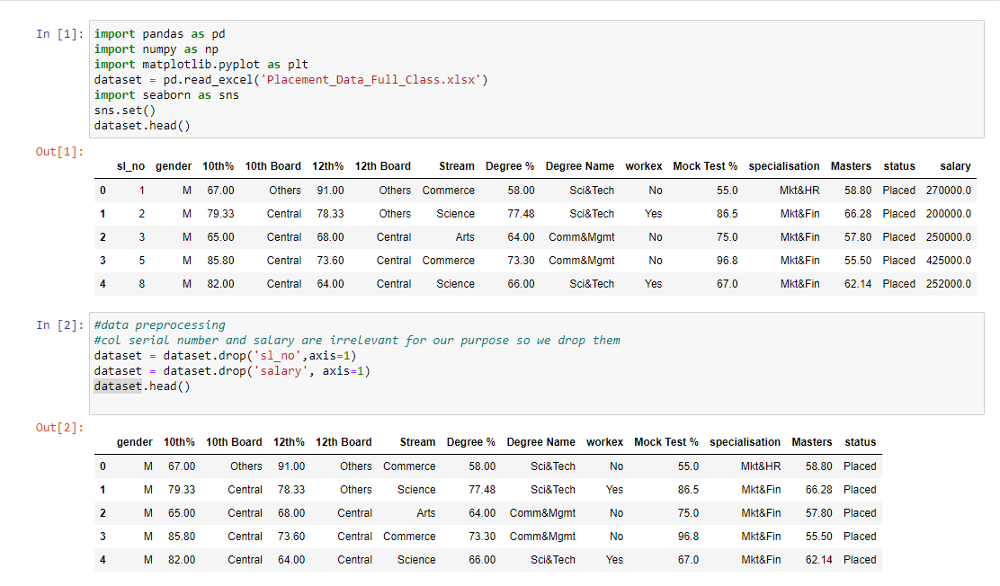 In [1]: import pandas as pd
import numpy as np
import matplotlib.pyplot as plt
dataset = pd.read_excel('Placement_Data_Full_Class.xlsx')
import seaborn as sns
sns.set()
dataset.head()
Out[1]:
sl_no gender 10th% 10th Board 12th% 12th Board Stream Degree % Degree Name workex Mock Test % specialisation Masters status salary
0 1 M 67.00 Others 91.00 Others Commerce 58.00 Sci&Tech No 55.0 Mkt&HR 58.80 Placed 270000.0
1 2 M 79.33 Central 78.33 Others Science 77.48 Sci&Tech Yes 86.5 Mkt&Fin 66.28 Placed 200000.0
2 3 M 65.00 Central 68.00 Central Arts 64.00 Comm&Mgmt No 75.0 Mkt&Fin 57.80 Placed 250000.0
3 5 M 85.80 Central 73.60 Central Commerce 73.30 Comm&Mgmt No 96.8 Mkt&Fin 55.50 Placed 425000.0
4 8 M 82.00 Central 64.00 Central Science 66.00 Sci&Tech Yes 67.0 Mkt&Fin 62.14 Placed 252000.0
In [2]: #data preprocessing
#col serial number and salary are irrelevant for our purpose so we drop them
dataset = dataset.drop('sl_no',axis=1)
dataset = dataset.drop('salary', axis=1)
dataset.head()
Out[2]:
gender 10th% 10th Board 12th% 12th Board Stream Degree % Degree Name workex Mock Test % specialisation Masters status
0 M 67.00 Others 91.00 Others Commerce 58.00 Sci&Tech No 55.0 Mkt&HR 58.80 Placed
1 M 79.33 Central 78.33 Others Science 77.48 Sci&Tech Yes 86.5 Mkt&Fin 66.28 Placed
2 M 65.00 Central 68.00 Central Arts 64.00 Comm&Mgmt No 75.0 Mkt&Fin 57.80 Placed
3 M 85.80 Central 73.60 Central Commerce 73.30 Comm&Mgmt No 96.8 Mkt&Fin 55.50 Placed
4 M 82.00 Central 64.00 Central Science 66.00 Sci&Tech Yes 67.0 Mkt&Fin 62.14 Placed